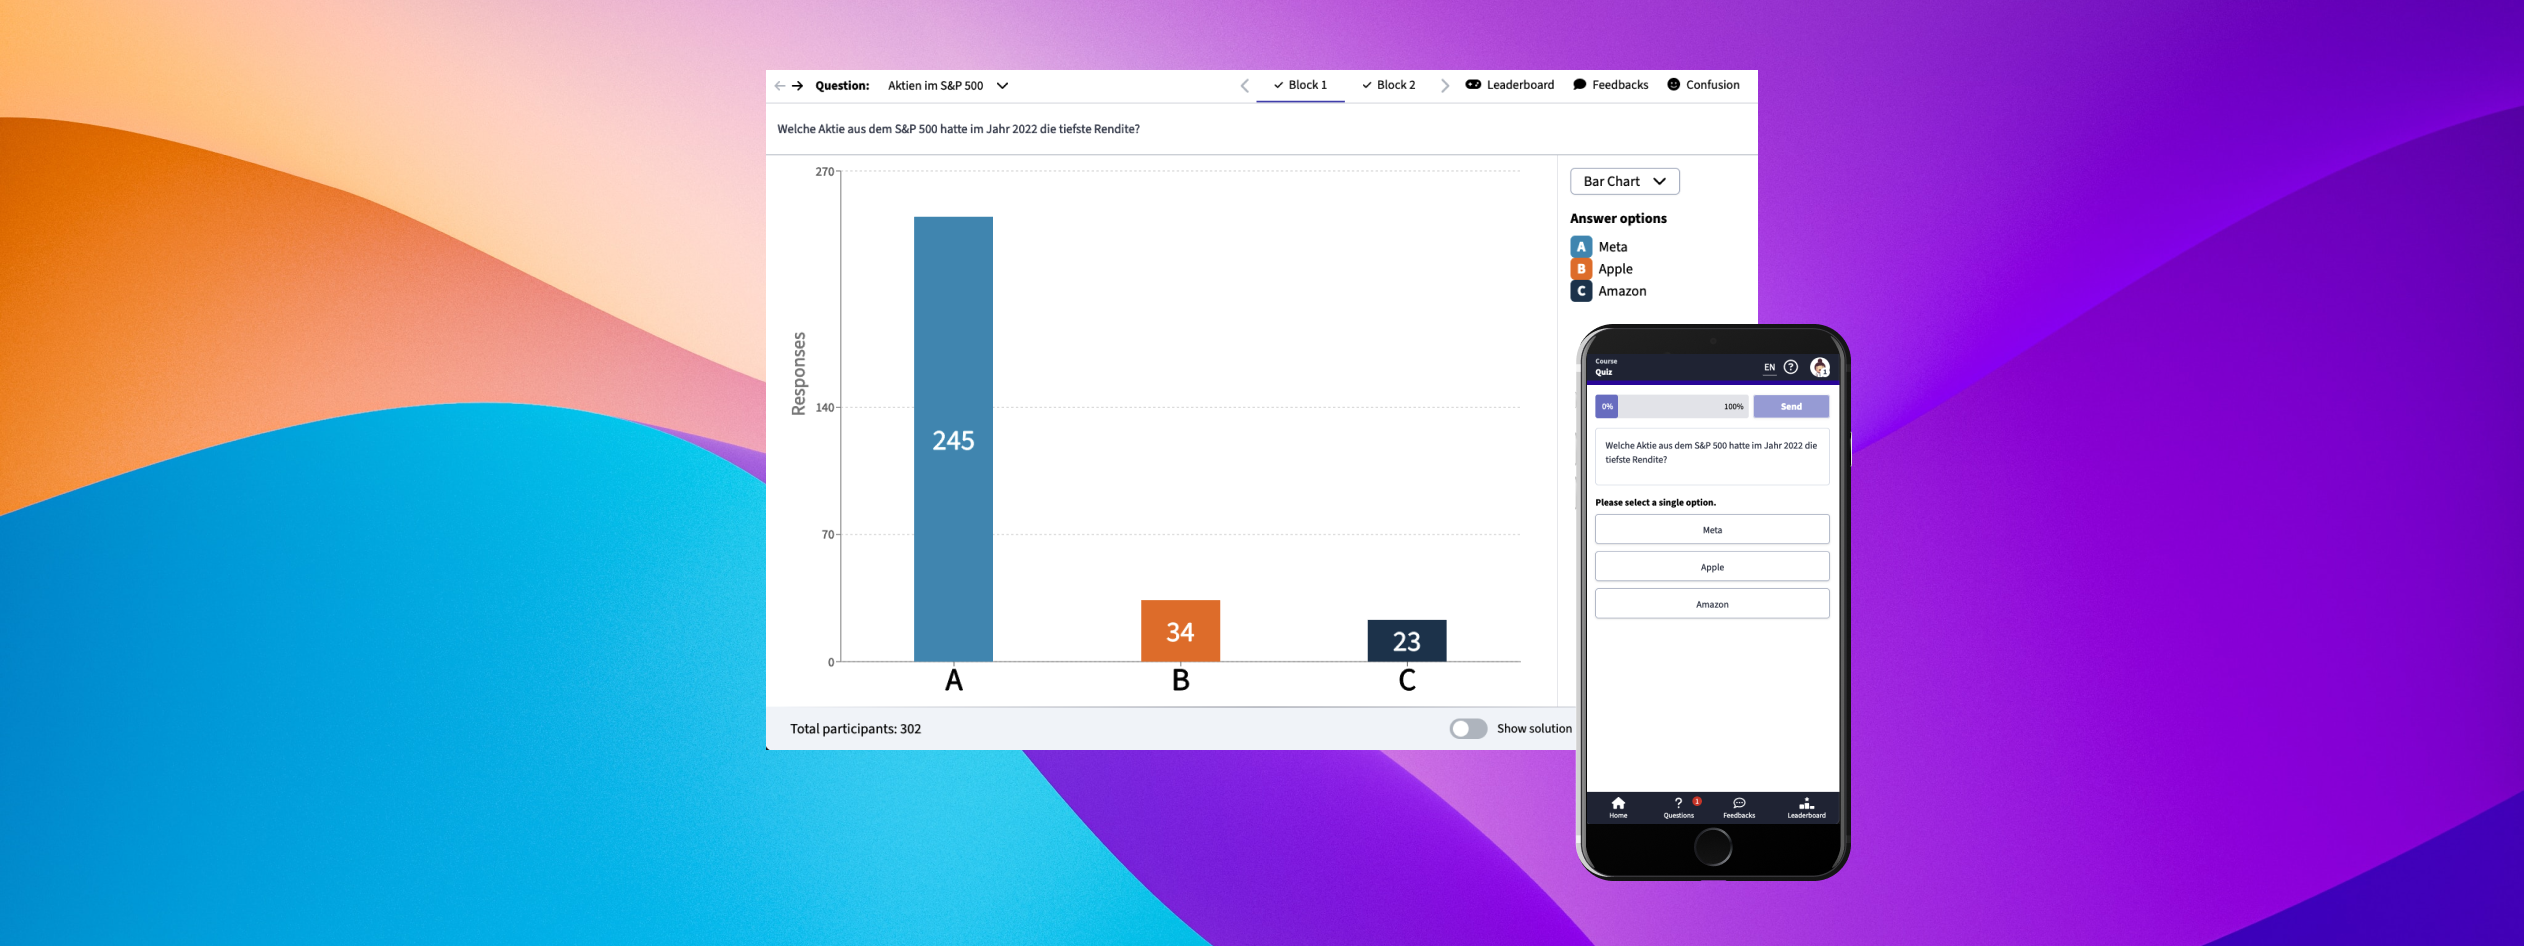 Question: Aktien im S&P 500
Block 1 Block 2 Leaderboard Feedbacks Confusion
Welche Aktie aus dem S&P 500 hatte im Jahr 2022 die tiefste Rendite?
270
140
70
0
Responses
245
34
23
A B C
Bar Chart
Answer options
A Meta
B Apple
C Amazon
Total participants: 302
Show solution
Course
Quiz
EN ?
1
0% 100% Send
Welche Aktie aus dem S&P 500 hatte im Jahr 2022 die
tiefste Rendite?
Please select a single option.
Meta
Apple
Amazon
? 1
Home Questions Feedbacks Leaderboard